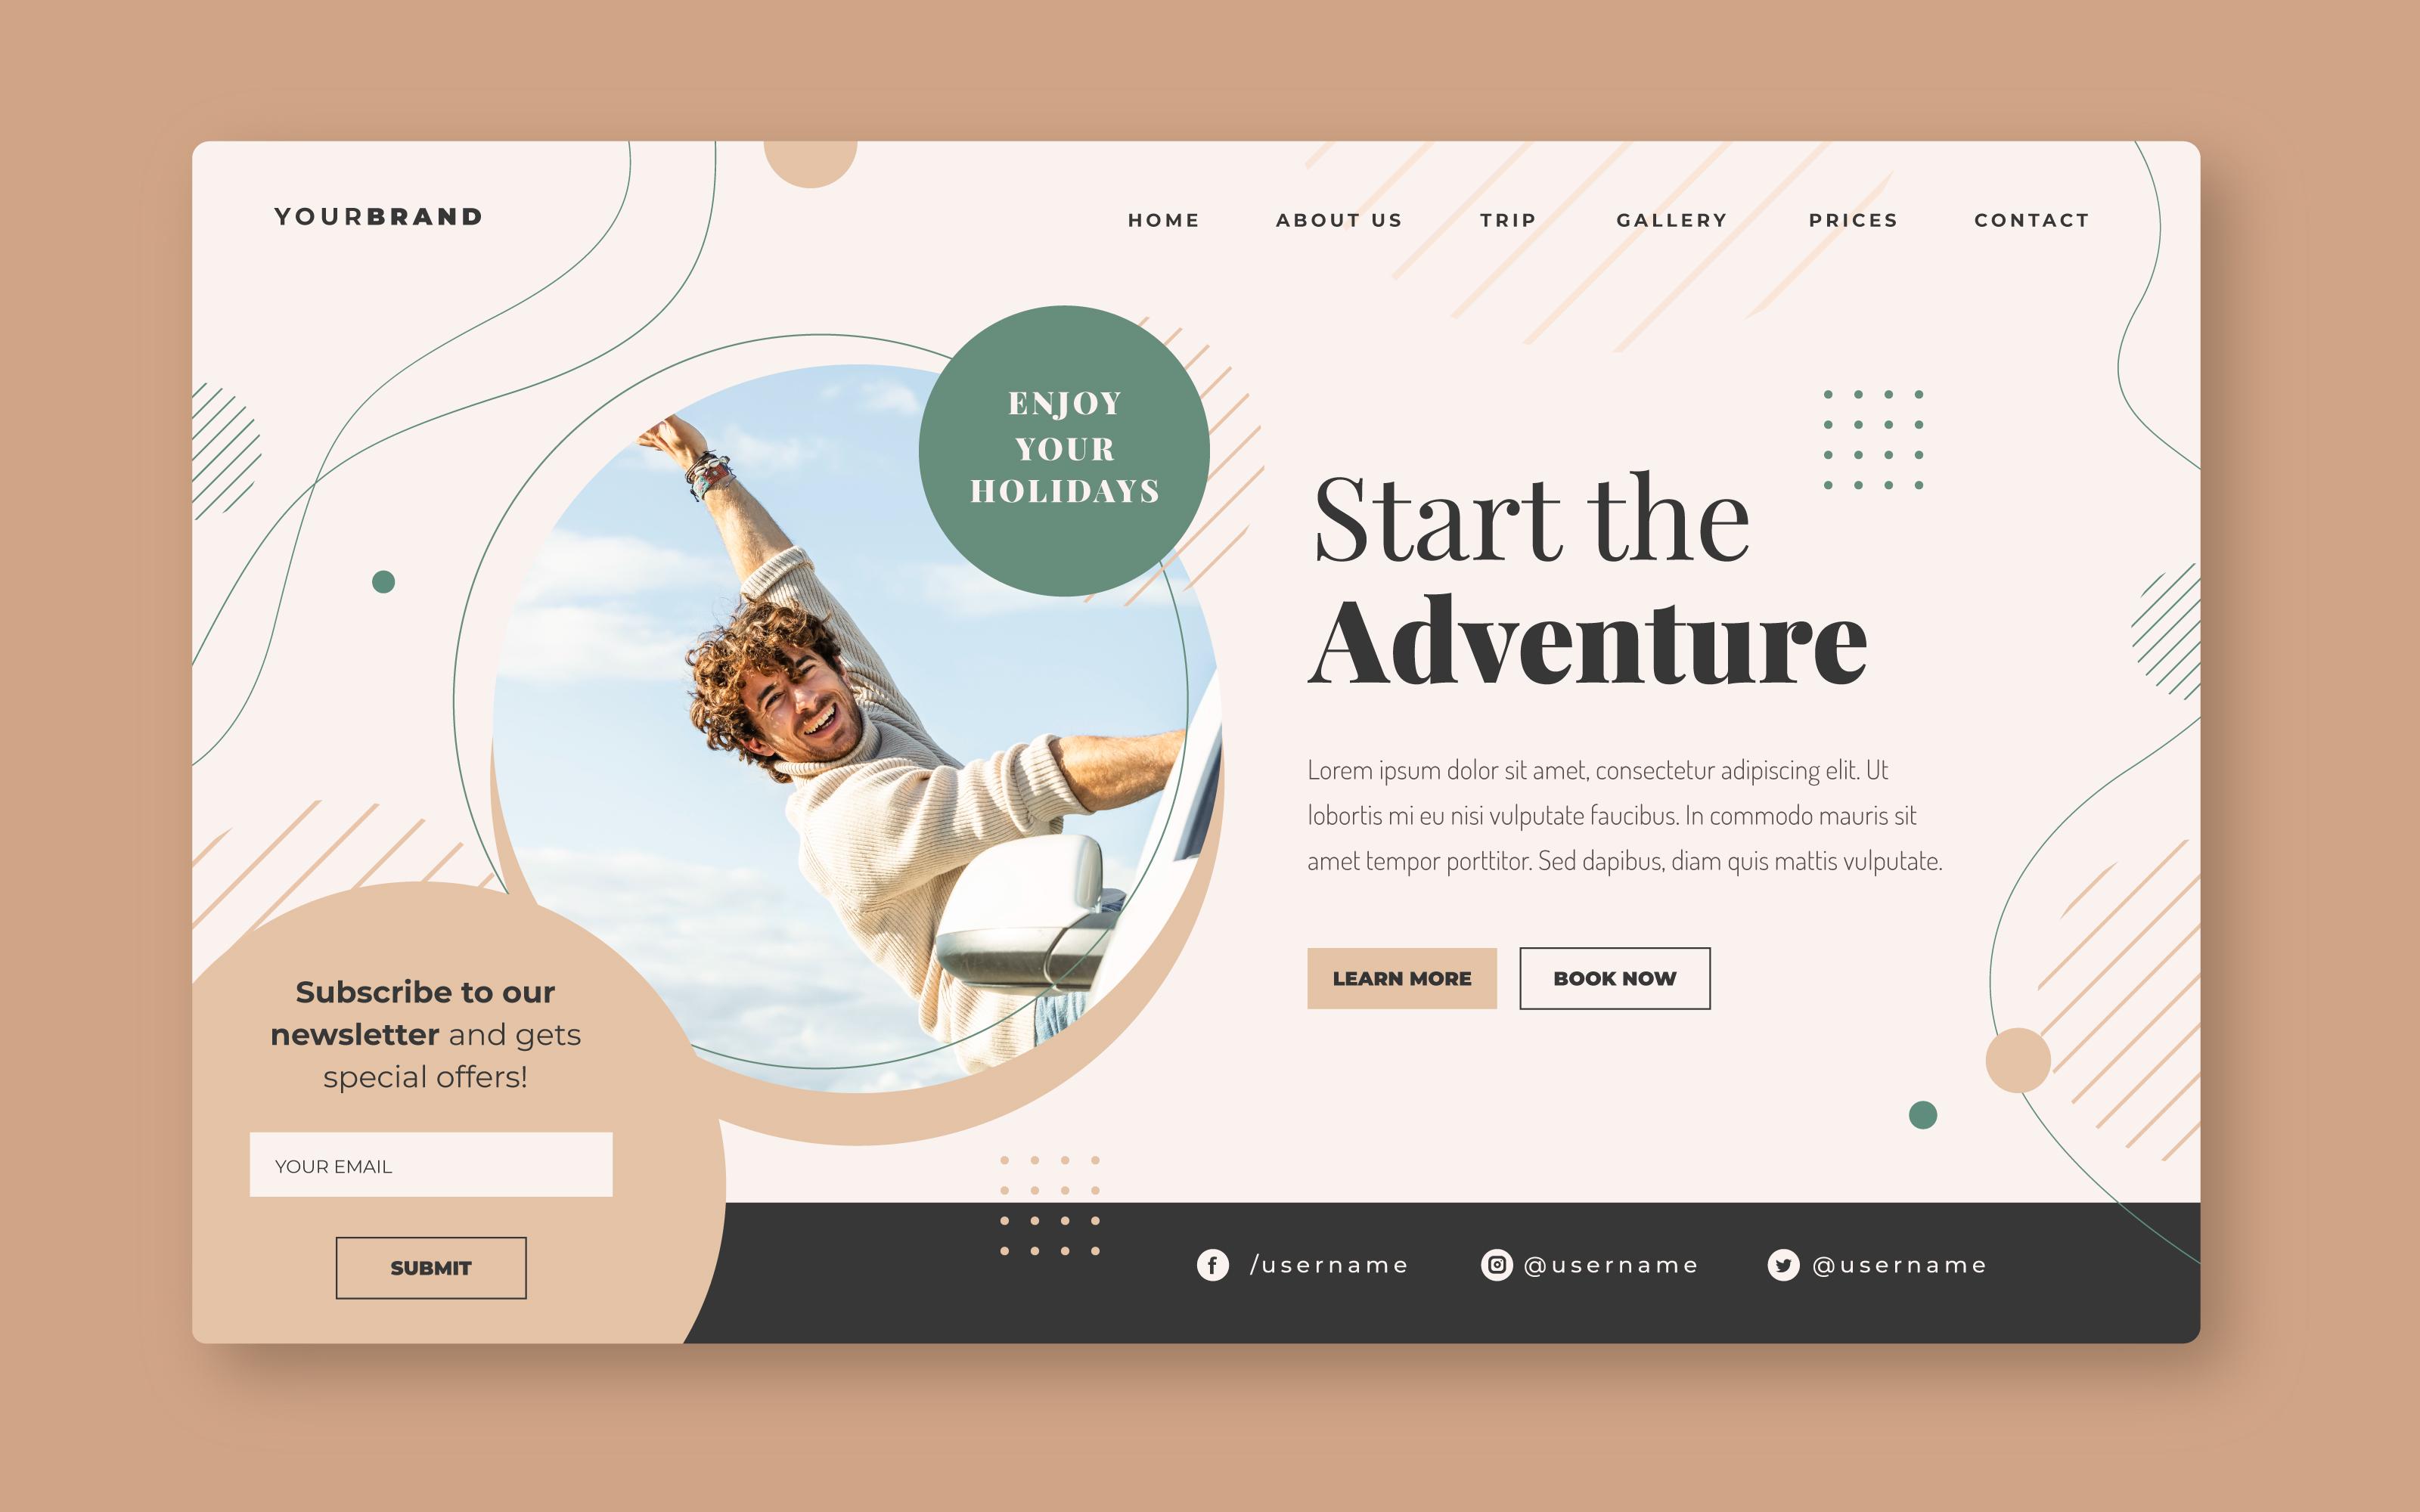 YOURBRAND
HOME ABOUT US TRIP GALLERY PRICES CONTACT
ENJOY
YOUR
HOLIDAYS
Start the
Adventure
Lorem ipsum dolor sit amet, consectetur adipiscing elit. Ut
lobortis mi eu nisi vulputate faucibus. In commodo mauris sit
amet tempor porttitor. Sed dapibus, diam quis mattis vulputate.
LEARN MORE
BOOK NOW
Subscribe to our
newsletter and gets
special offers!
YOUR EMAIL
SUBMIT
/username @username @username